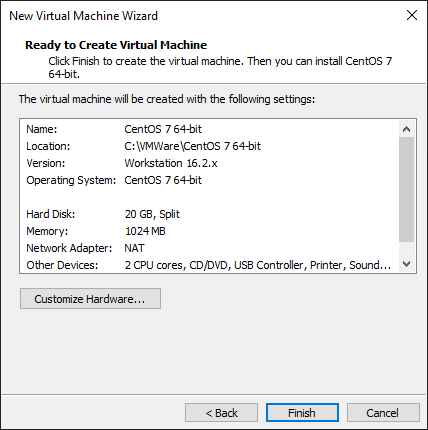 New Virtual Machine Wizard
Ready to Create Virtual Machine
Click Finish to create the virtual machine. Then you can install CentOS 7
64-bit.
The virtual machine will be created with the following settings:
Name: CentOS 7 64-bit
Location: C:\VMWare\CentOS 7 64-bit
Version: Workstation 16.2.x
Operating System: CentOS 7 64-bit
Hard Disk: 20 GB, Split
Memory: 1024 MB
Network Adapter: NAT
Other Devices: 2 CPU cores, CD/DVD, USB Controller, Printer, Sound...
Customize Hardware...
< Back Finish Cancel